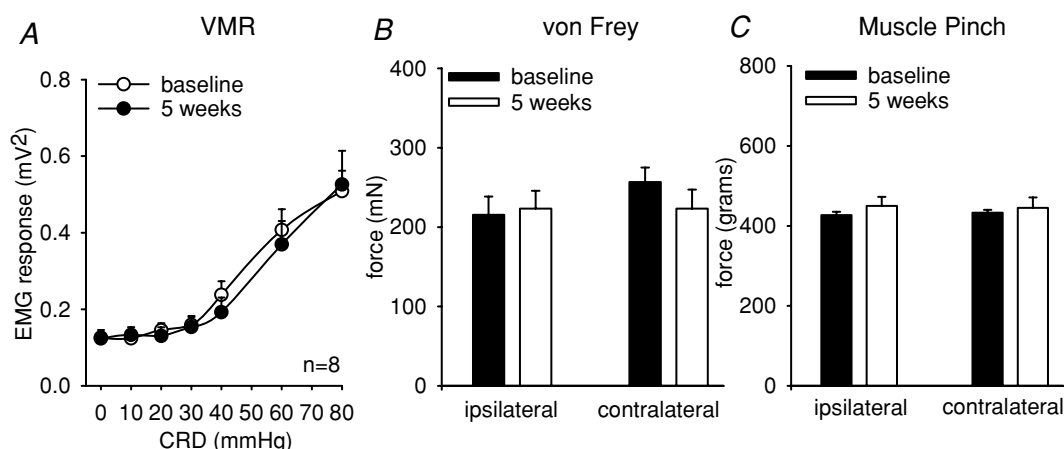 A VMR
0.8
0.6
0.4
0.2
0.0
EMG response (mV2)
baseline
5 weeks
n=8
0 10 20 30 40 50 60 70 80
CRD (mmHg)
B von Frey
400
300
200
100
0
force (mN)
baseline
5 weeks
ipsilateral contralateral
C Muscle Pinch
800
600
400
200
0
force (grams)
baseline
5 weeks
ipsilateral contralateral